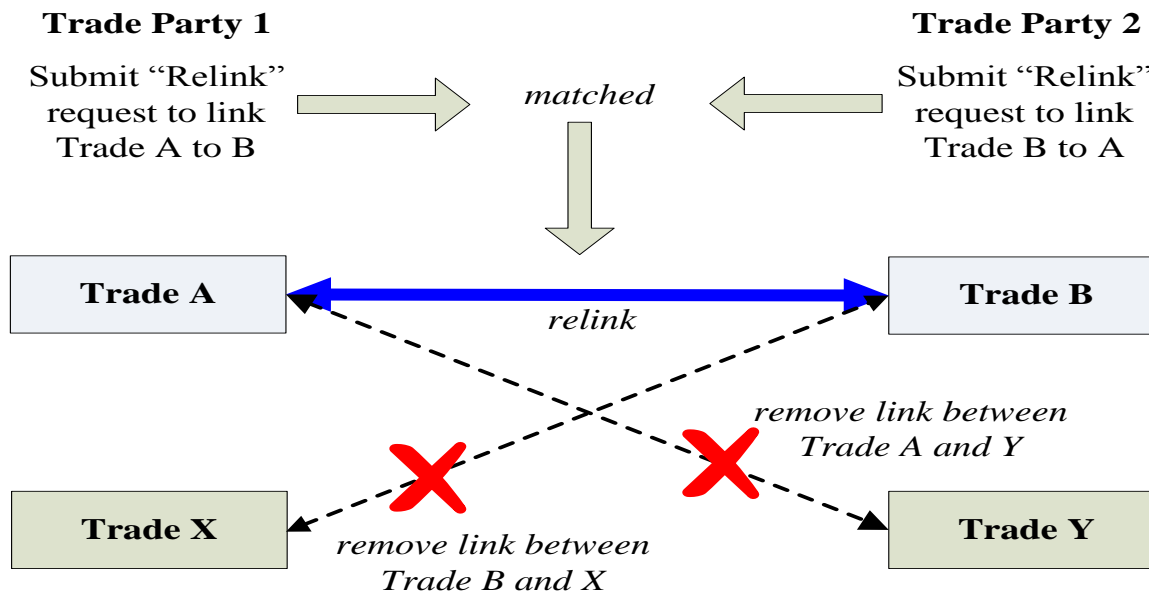 Trade Party 1
Submit “Relink”
request to link
Trade A to B
matched
Trade Party 2
Submit “Relink”
request to link
Trade B to A
Trade A
relink
Trade B
remove link between
Trade A and Y
Trade X
remove link between
Trade B and X
Trade Y